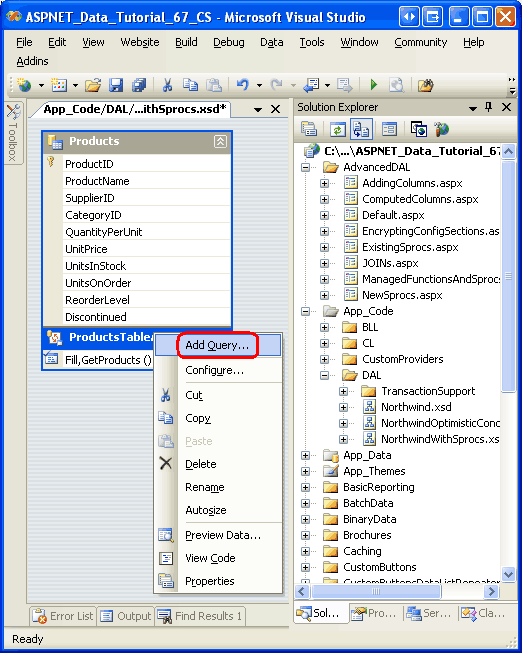 ASPNET_Data_Tutorial_67_CS - Microsoft Visual Studio
File Edit View Website Build Debug Data Tools Window Community Help
Addins
Toolbox
App_Code/DAL/...ithSprocs.xsd*
Products
ProductID
ProductName
SupplierID
CategoryID
QuantityPerUnit
UnitPrice
UnitsInStock
UnitsOnOrder
ReorderLevel
Discontinued
ProductsTableA
Fill,GetProducts ()
Add Query...
Configure...
Cut
Copy
Paste
Delete
Rename
Autosize
Preview Data...
View Code
Properties
Solution Explorer
C:\...\ASPNET_Data_Tutorial_67
AdvancedDAL
AddingColumns.aspx
ComputedColumns.aspx
Default.aspx
EncryptingConfigSections.as
ExistingSprocs.aspx
JOINs.aspx
ManagedFunctionsAndSprocs
NewSprocs.aspx
App_Code
BLL
CL
CustomProviders
DAL
TransactionSupport
Northwind.xsd
NorthwindOptimisticConc
NorthwindWithSprocs.xs
App_Data
App_Themes
BasicReporting
BatchData
BinaryData
Brochures
Caching
CustomButtons
CustomButtonsDataListRepeater
Error List Output Find Results 1
Sol... Pro... Ser... Cla...
Ready